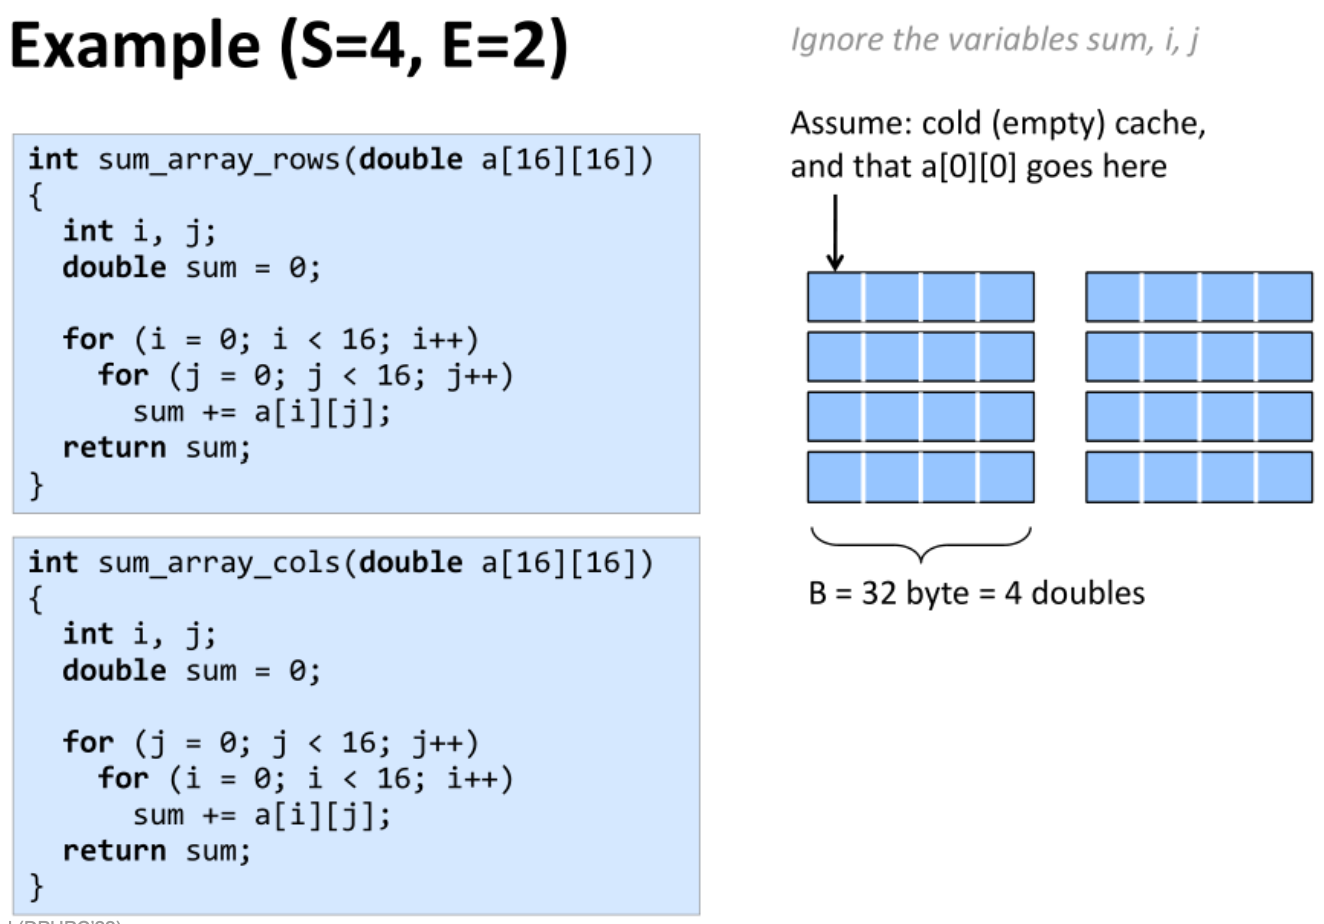 Example (S=4, E=2)
Ignore the variables sum, i, j
Assume: cold (empty) cache,
and that a[0][0] goes here
int sum_array_rows(double a[16][16])
{
  int i, j;
  double sum = 0;

  for (i = 0; i < 16; i++)
    for (j = 0; j < 16; j++)
      sum += a[i][j];
  return sum;
}
B = 32 byte = 4 doubles
int sum_array_cols(double a[16][16])
{
  int i, j;
  double sum = 0;

  for (j = 0; j < 16; j++)
    for (i = 0; i < 16; i++)
      sum += a[i][j];
  return sum;
}